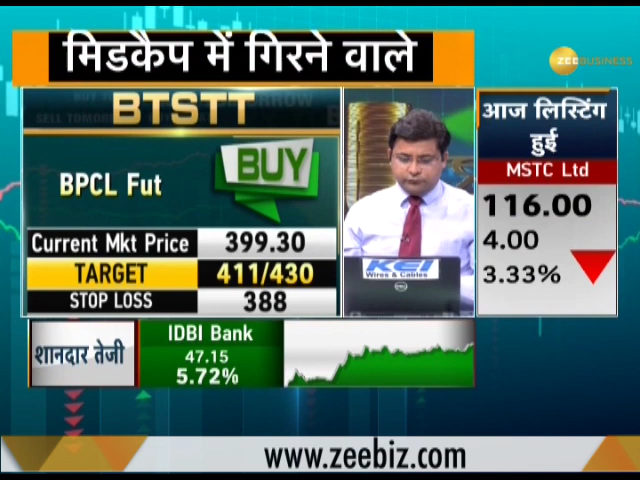 मिडकैप में गिरने वाले
ZEE BUSINESS
BTSTT
BPCL Fut
BUY
Current Mkt Price 399.30
TARGET 411/430
STOP LOSS 388
KEI
Wires & Cables
DELL
आज लिस्टिंग
हुई
MSTC Ltd
116.00
4.00
3.33%
शानदार तेजी
IDBI Bank
47.15
5.72%
www.zeebiz.com